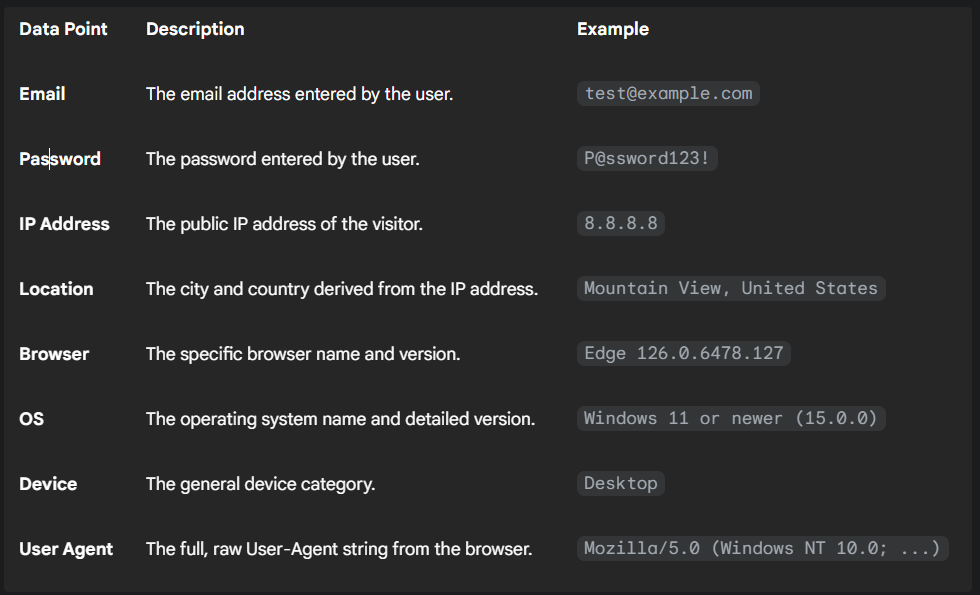 Data Point Description Example
Email The email address entered by the user. test@example.com
Password The password entered by the user. P@ssword123!
IP Address The public IP address of the visitor. 8.8.8.8
Location The city and country derived from the IP address. Mountain View, United States
Browser The specific browser name and version. Edge 126.0.6478.127
OS The operating system name and detailed version. Windows 11 or newer (15.0.0)
Device The general device category. Desktop
User Agent The full, raw User-Agent string from the browser. Mozilla/5.0 (Windows NT 10.0; ...)